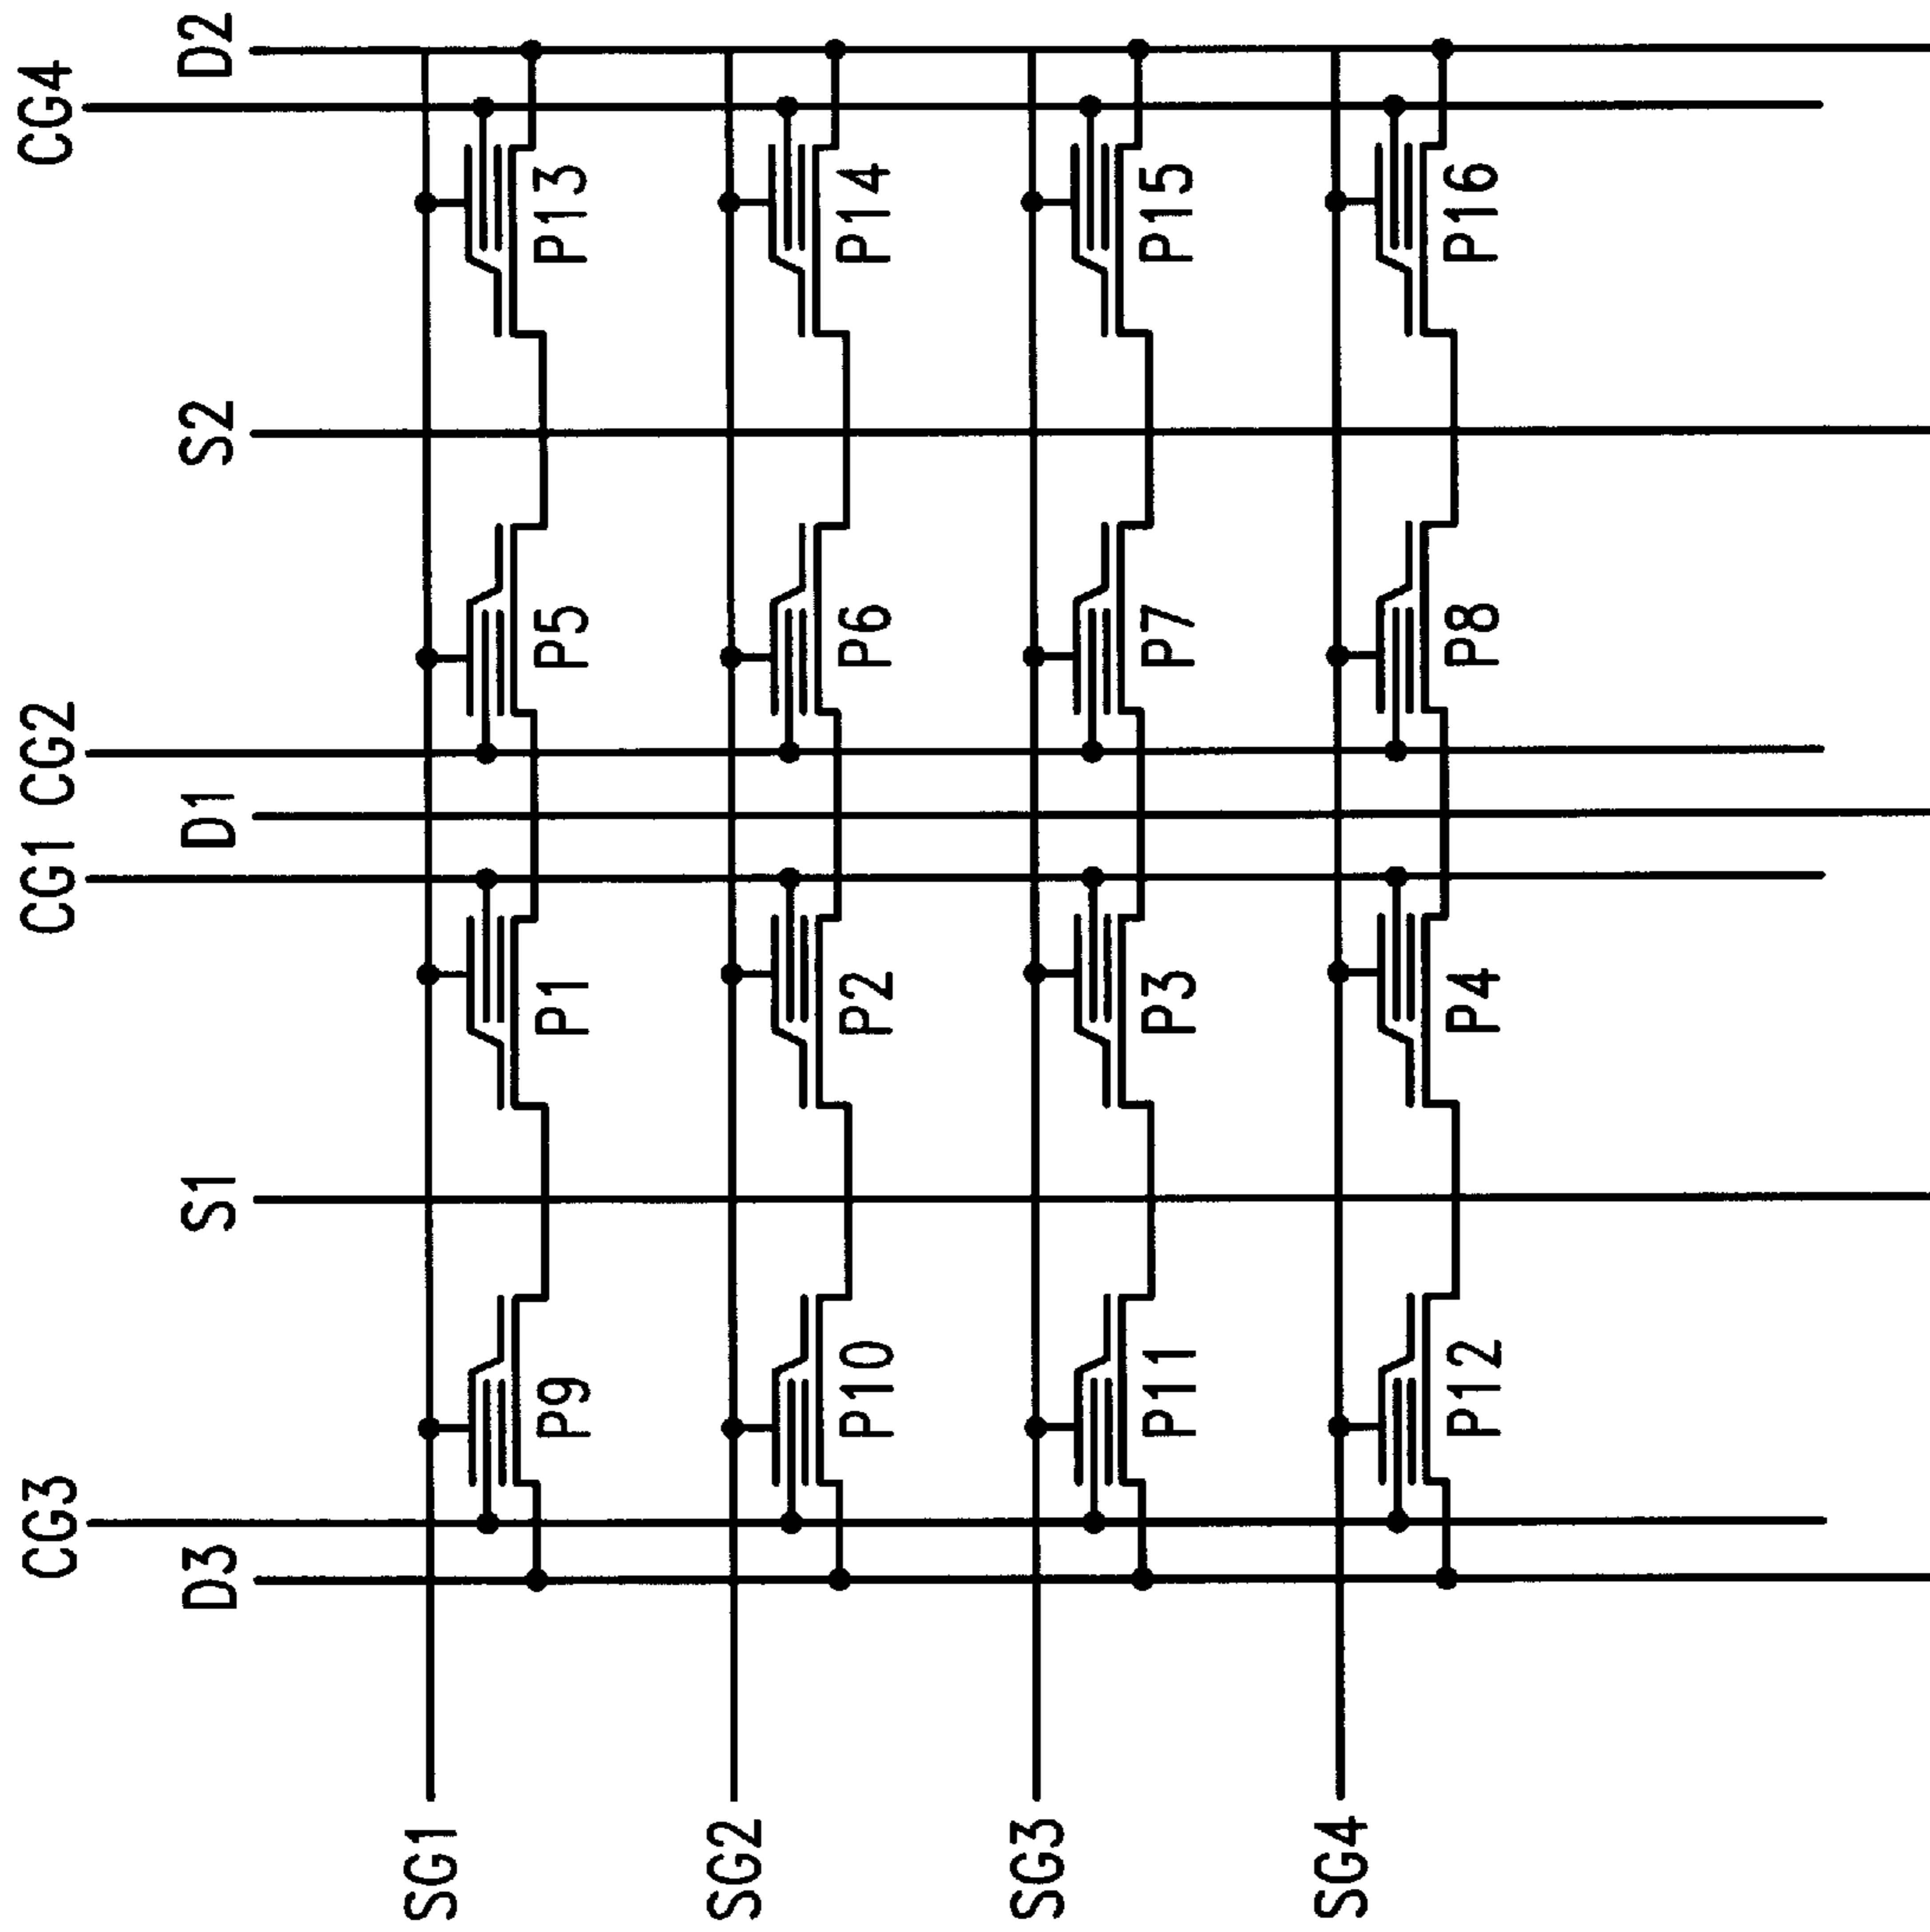 CG3 CG1 CG2 CG4
D3 S1 D1 S2 D2
SG1
P9 P1 P5 P13
SG2
P10 P2 P6 P14
SG3
P11 P3 P7 P15
SG4
P12 P4 P8 P16